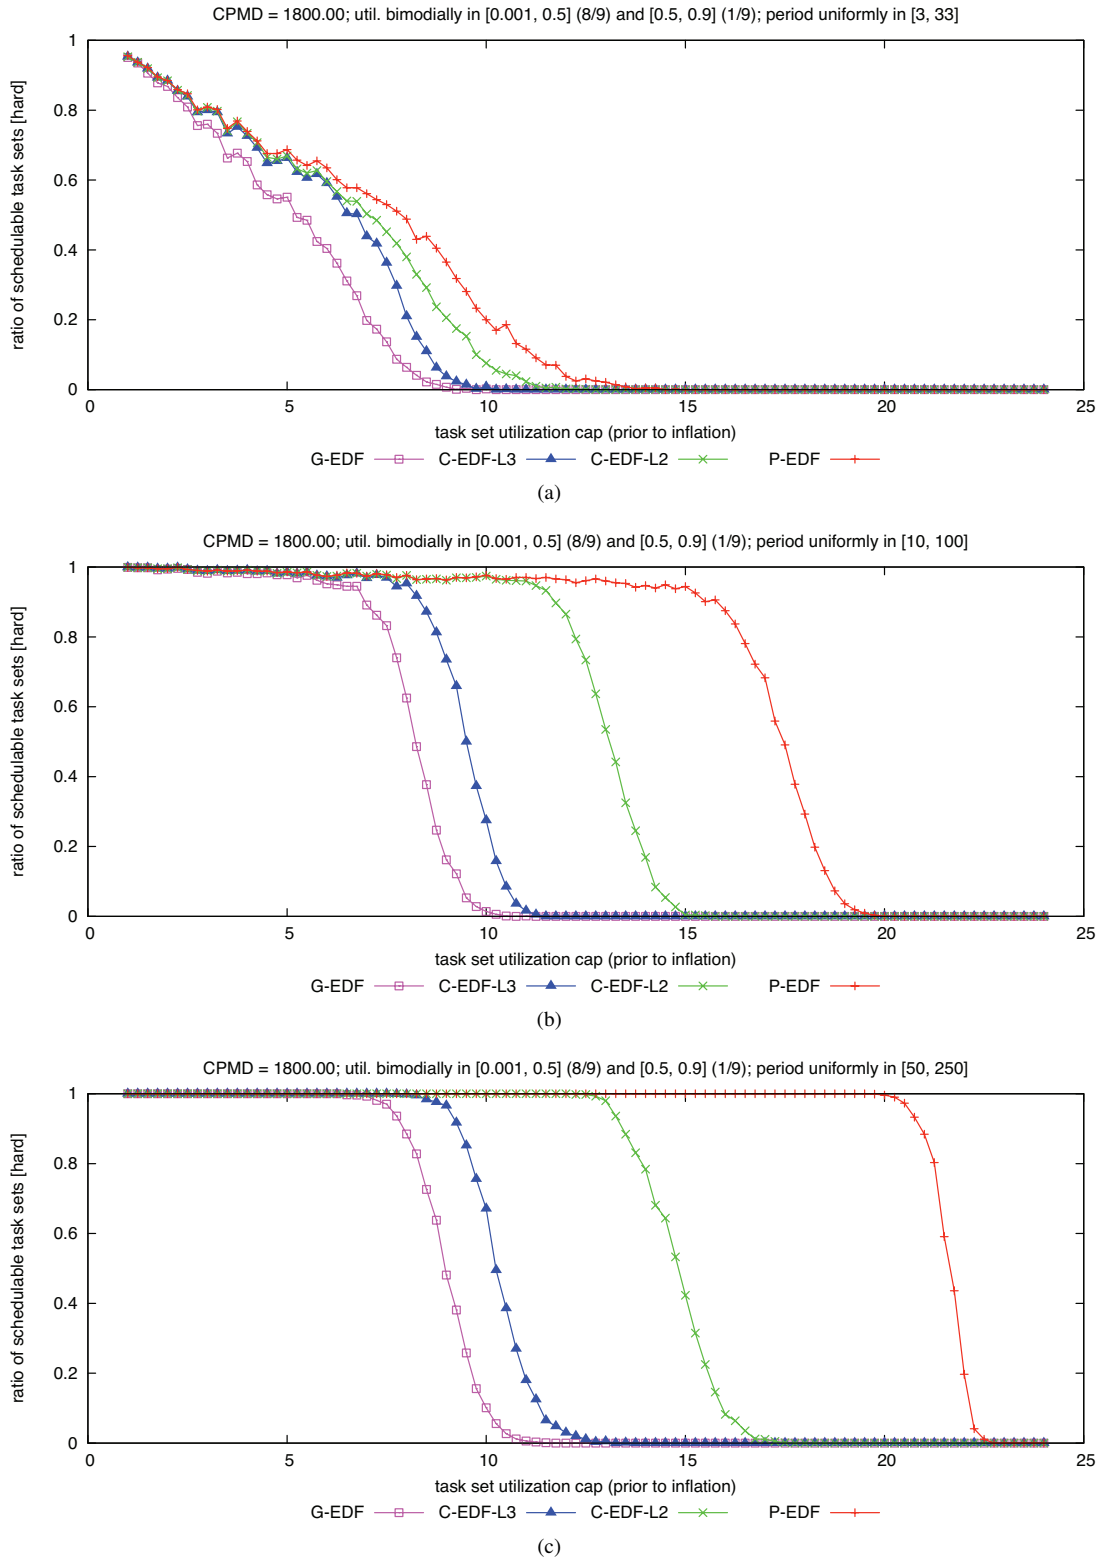 CPMD = 1800.00; util. bimodially in [0.001, 0.5] (8/9) and [0.5, 0.9] (1/9); period uniformly in [3, 33]
1
0.8
0.6
0.4
0.2
0
ratio of schedulable task sets [hard]
0 5 10 15 20 25
task set utilization cap (prior to inflation)
G-EDF C-EDF-L3 C-EDF-L2 P-EDF
(a)
CPMD = 1800.00; util. bimodially in [0.001, 0.5] (8/9) and [0.5, 0.9] (1/9); period uniformly in [10, 100]
1
0.8
0.6
0.4
0.2
0
ratio of schedulable task sets [hard]
0 5 10 15 20 25
task set utilization cap (prior to inflation)
G-EDF C-EDF-L3 C-EDF-L2 P-EDF
(b)
CPMD = 1800.00; util. bimodially in [0.001, 0.5] (8/9) and [0.5, 0.9] (1/9); period uniformly in [50, 250]
1
0.8
0.6
0.4
0.2
0
ratio of schedulable task sets [hard]
0 5 10 15 20 25
task set utilization cap (prior to inflation)
G-EDF C-EDF-L3 C-EDF-L2 P-EDF
(c)